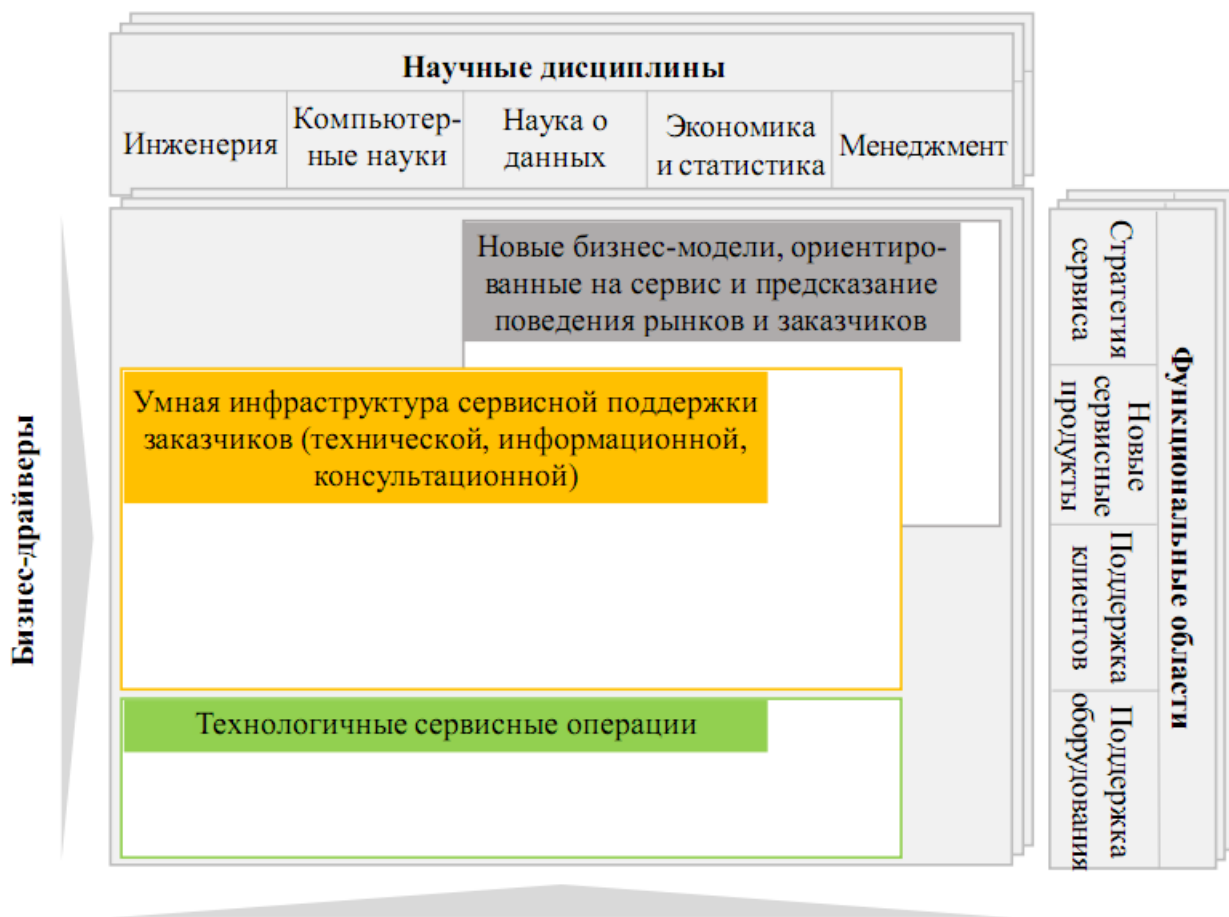 Научные дисциплины
Инженерия
Компьютер-
ные науки
Наука о
данных
Экономика
и статистика
Менеджмент
Новые бизнес-модели, ориентиро-
ванные на сервис и предсказание
поведения рынков и заказчиков
Умная инфраструктура сервисной поддержки
заказчиков (технической, информационной,
консультационной)
Технологичные сервисные операции
Бизнес-драйверы
Функциональные области
Стратегия
сервиса
Новые
сервисные
продукты
Поддержка
клиентов
Поддержка
оборудования